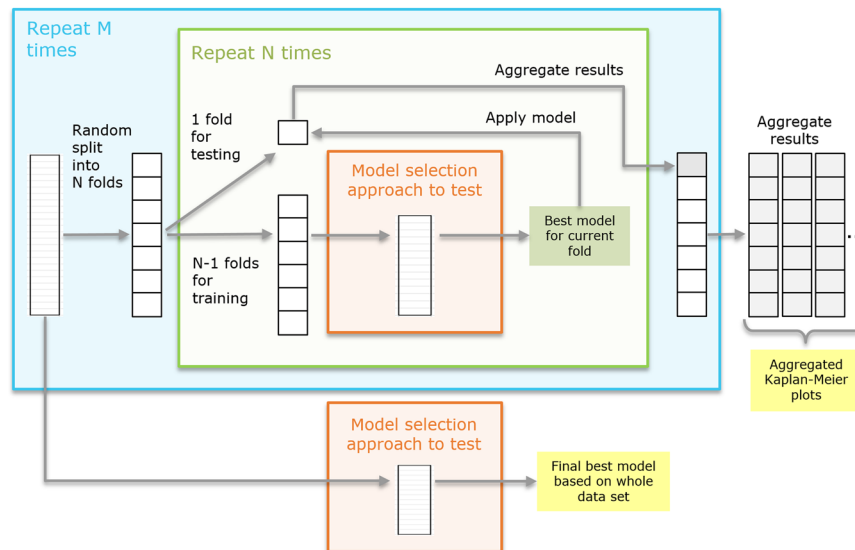 Repeat M
times
Repeat N times
Aggregate results
Apply model
1 fold
for
testing
Random
split
into
N folds
Model selection
approach to test
Best model
for current
fold
N-1 folds
for
training
Aggregate
results
...
Aggregated
Kaplan-Meier
plots
Model selection
approach to test
Final best model
based on whole
data set